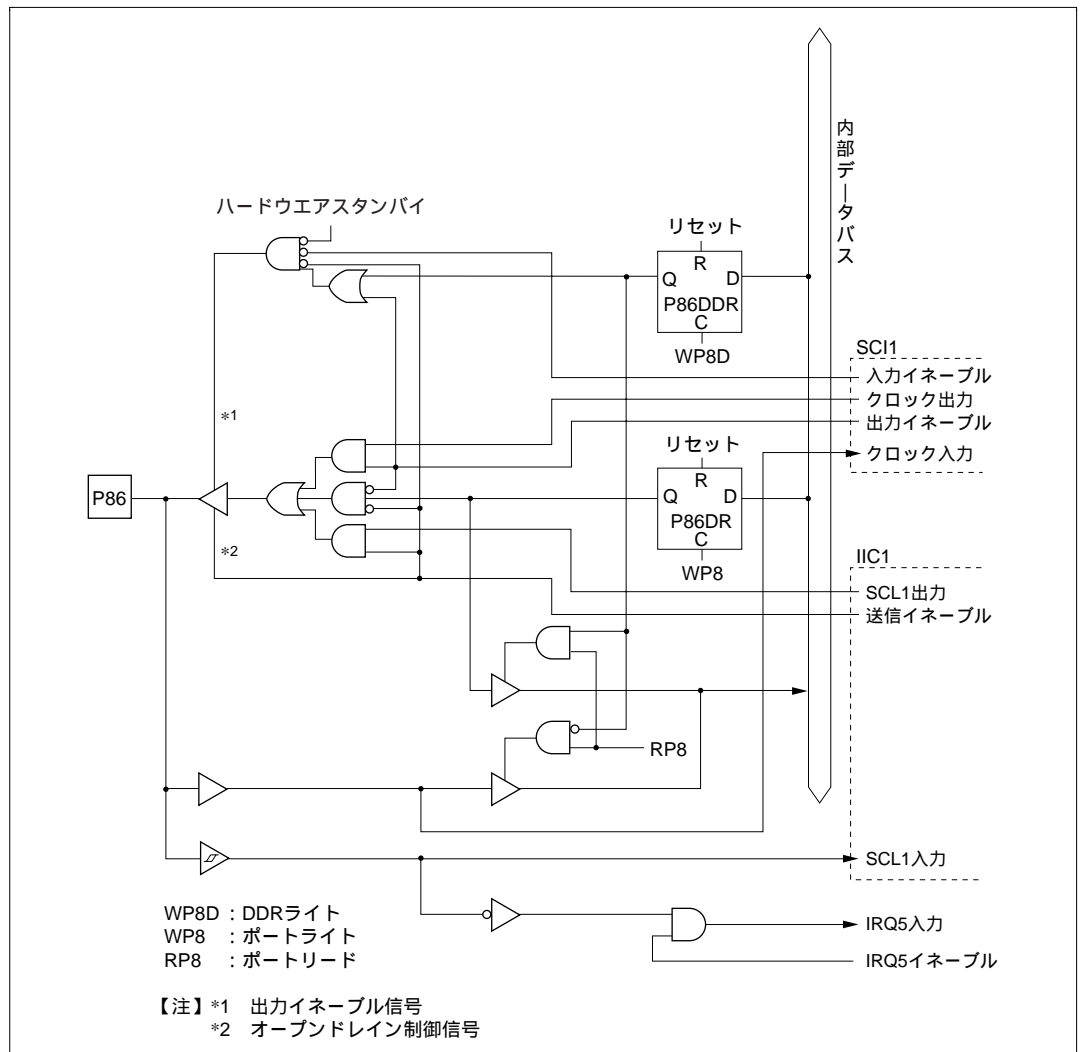 内部データバス
ハードウエアスタンバイ
リセット
R
Q
D
P86DDR
C
WP8D
SCI1
入力イネーブル
クロック出力
出力イネーブル
クロック入力
*1
リセット
R
Q
D
P86DR
C
WP8
P86
*2
IIC1
SCL1出力
送信イネーブル
RP8
SCL1入力
IRQ5入力
IRQ5イネーブル
WP8D : DDRライト
WP8 : ポートライト
RP8 : ポートリード
【注】*1 出力イネーブル信号
*2 オープンドレイン制御信号